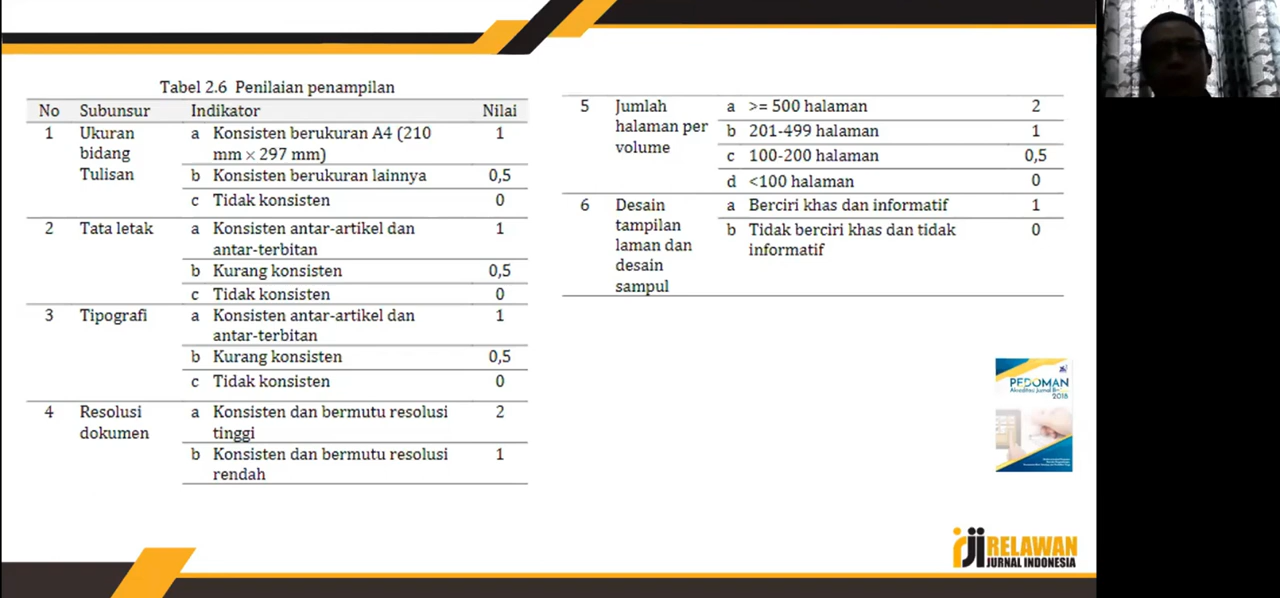 Tabel 2.6 Penilaian penampilan
No Subunsur Indikator Nilai
1 Ukuran bidang Tulisan a Konsisten berukuran A4 (210 mm × 297 mm) 1
b Konsisten berukuran lainnya 0,5
c Tidak konsisten 0
2 Tata letak a Konsisten antar-artikel dan antar-terbitan 1
b Kurang konsisten 0,5
c Tidak konsisten 0
3 Tipografi a Konsisten antar-artikel dan antar-terbitan 1
b Kurang konsisten 0,5
c Tidak konsisten 0
4 Resolusi dokumen a Konsisten dan bermutu resolusi tinggi 2
b Konsisten dan bermutu resolusi rendah 1
5 Jumlah halaman per volume a >= 500 halaman 2
b 201-499 halaman 1
c 100-200 halaman 0,5
d <100 halaman 0
6 Desain tampilan laman dan desain sampul a Berciri khas dan informatif 1
b Tidak berciri khas dan tidak informatif 0
PEDOMAN
Akreditasi Jurnal
2018
RELAWAN
JURNAL INDONESIA